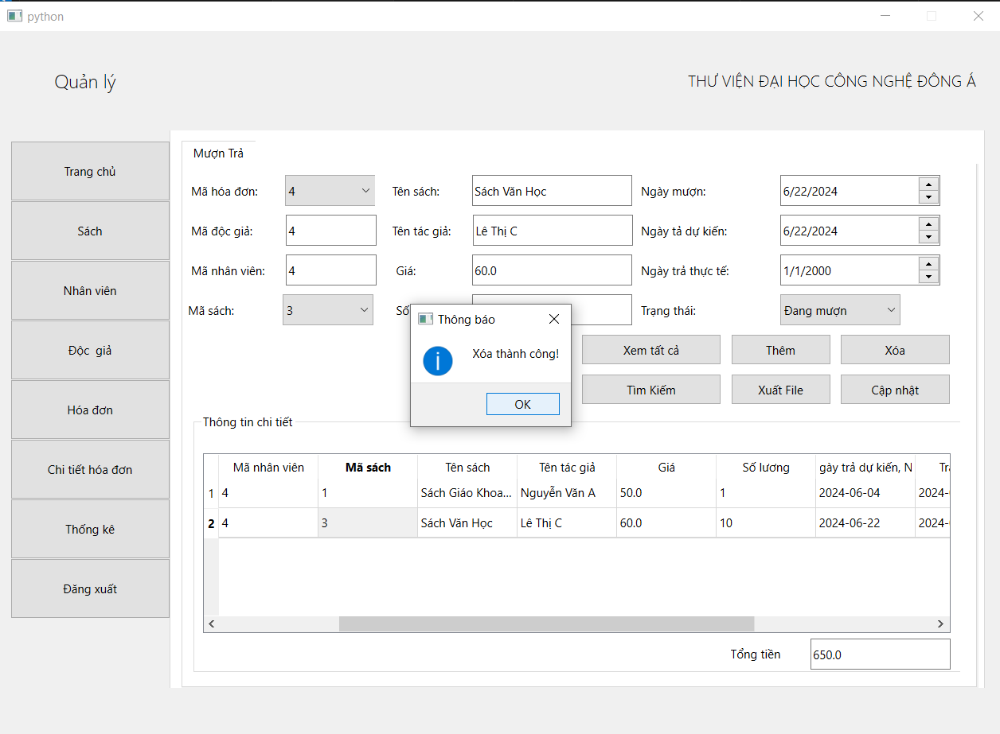 python
Quản lý
THƯ VIỆN ĐẠI HỌC CÔNG NGHỆ ĐÔNG Á
Trang chủ
Sách
Nhân viên
Độc giả
Hóa đơn
Chi tiết hóa đơn
Thống kê
Đăng xuất
Mượn Trả
Mã hóa đơn: 4 Tên sách: Sách Văn Học Ngày mượn: 6/22/2024
Mã độc giả: 4 Tên tác giả: Lê Thị C Ngày tả dự kiến: 6/22/2024
Mã nhân viên: 4 Giá: 60.0 Ngày trả thực tế: 1/1/2000
Mã sách: 3 Số Trạng thái: Đang mượn
Thông báo
Xóa thành công!
OK
Xem tất cả Thêm Xóa
Tìm Kiếm Xuất File Cập nhật
Thông tin chi tiết
Mã nhân viên Mã sách Tên sách Tên tác giả Giá Số lương gày trả dự kiến, N Tr
1 4 1 Sách Giáo Khoa... Nguyễn Văn A 50.0 1 2024-06-04 2024-
2 4 3 Sách Văn Học Lê Thị C 60.0 10 2024-06-22 2024-
Tổng tiền 650.0